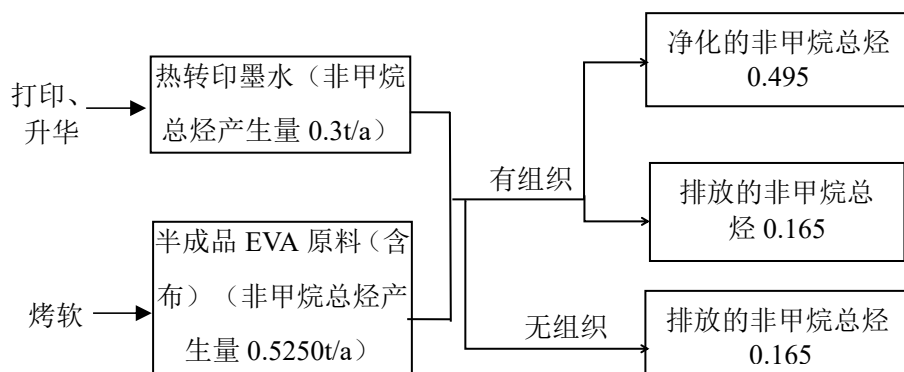 打印、
升华
热转印墨水（非甲烷
总烃产生量 0.3t/a）
烤软
半成品 EVA 原料（含
布）（非甲烷总烃产
生量 0.5250t/a）
有组织
无组织
净化的非甲烷总烃
0.495
排放的非甲烷总
烃 0.165
排放的非甲烷总烃
0.165